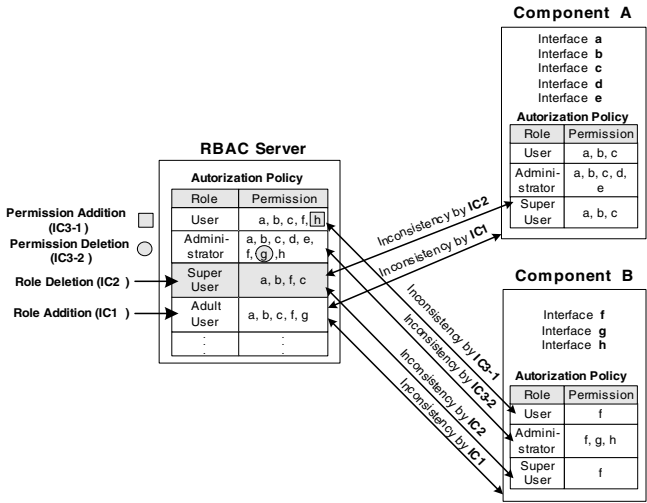 Component A
Interface a
Interface b
Interface c
Interface d
Interface e
Autorization Policy
Role Permission
User a, b, c
Admini-
strator a, b, c, d,
e
Super
User a, b, c
RBAC Server
Autorization Policy
Role Permission
User a, b, c, f, h
Admini-
strator a, b, c, d, e,
f, g ,h
Super
User a, b, f, c
Adult
User a, b, c, f, g
: :
: :
Permission Addition
(IC3-1)
Permission Deletion
(IC3-2)
Role Deletion (IC2 )
Role Addition (IC1 )
Inconsistency by IC2
Inconsistency by IC1
Inconsistency by IC3-1
Inconsistency by IC3-2
Inconsistency by IC2
Inconsistency by IC1
Component B
Interface f
Interface g
Interface h
Autorization Policy
Role Permission
User f
Admini-
strator f, g, h
Super
User f